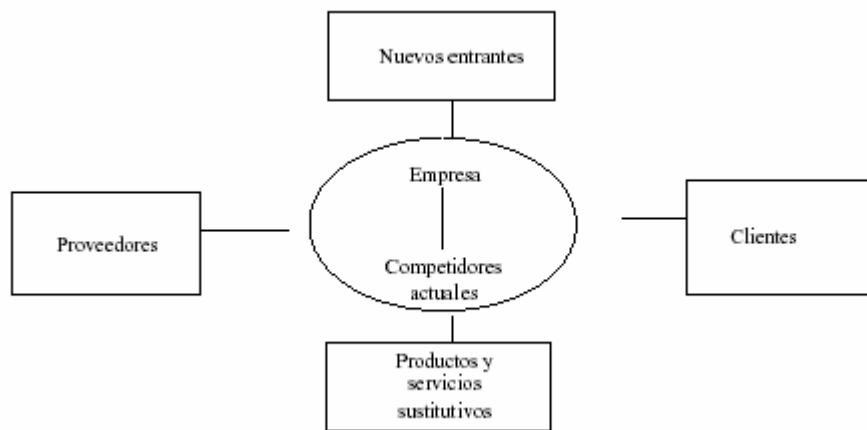 Nuevos entrantes
Empresa
Proveedores
Clientes
Competidores
actuales
Productos y
servicios
sustitutivos